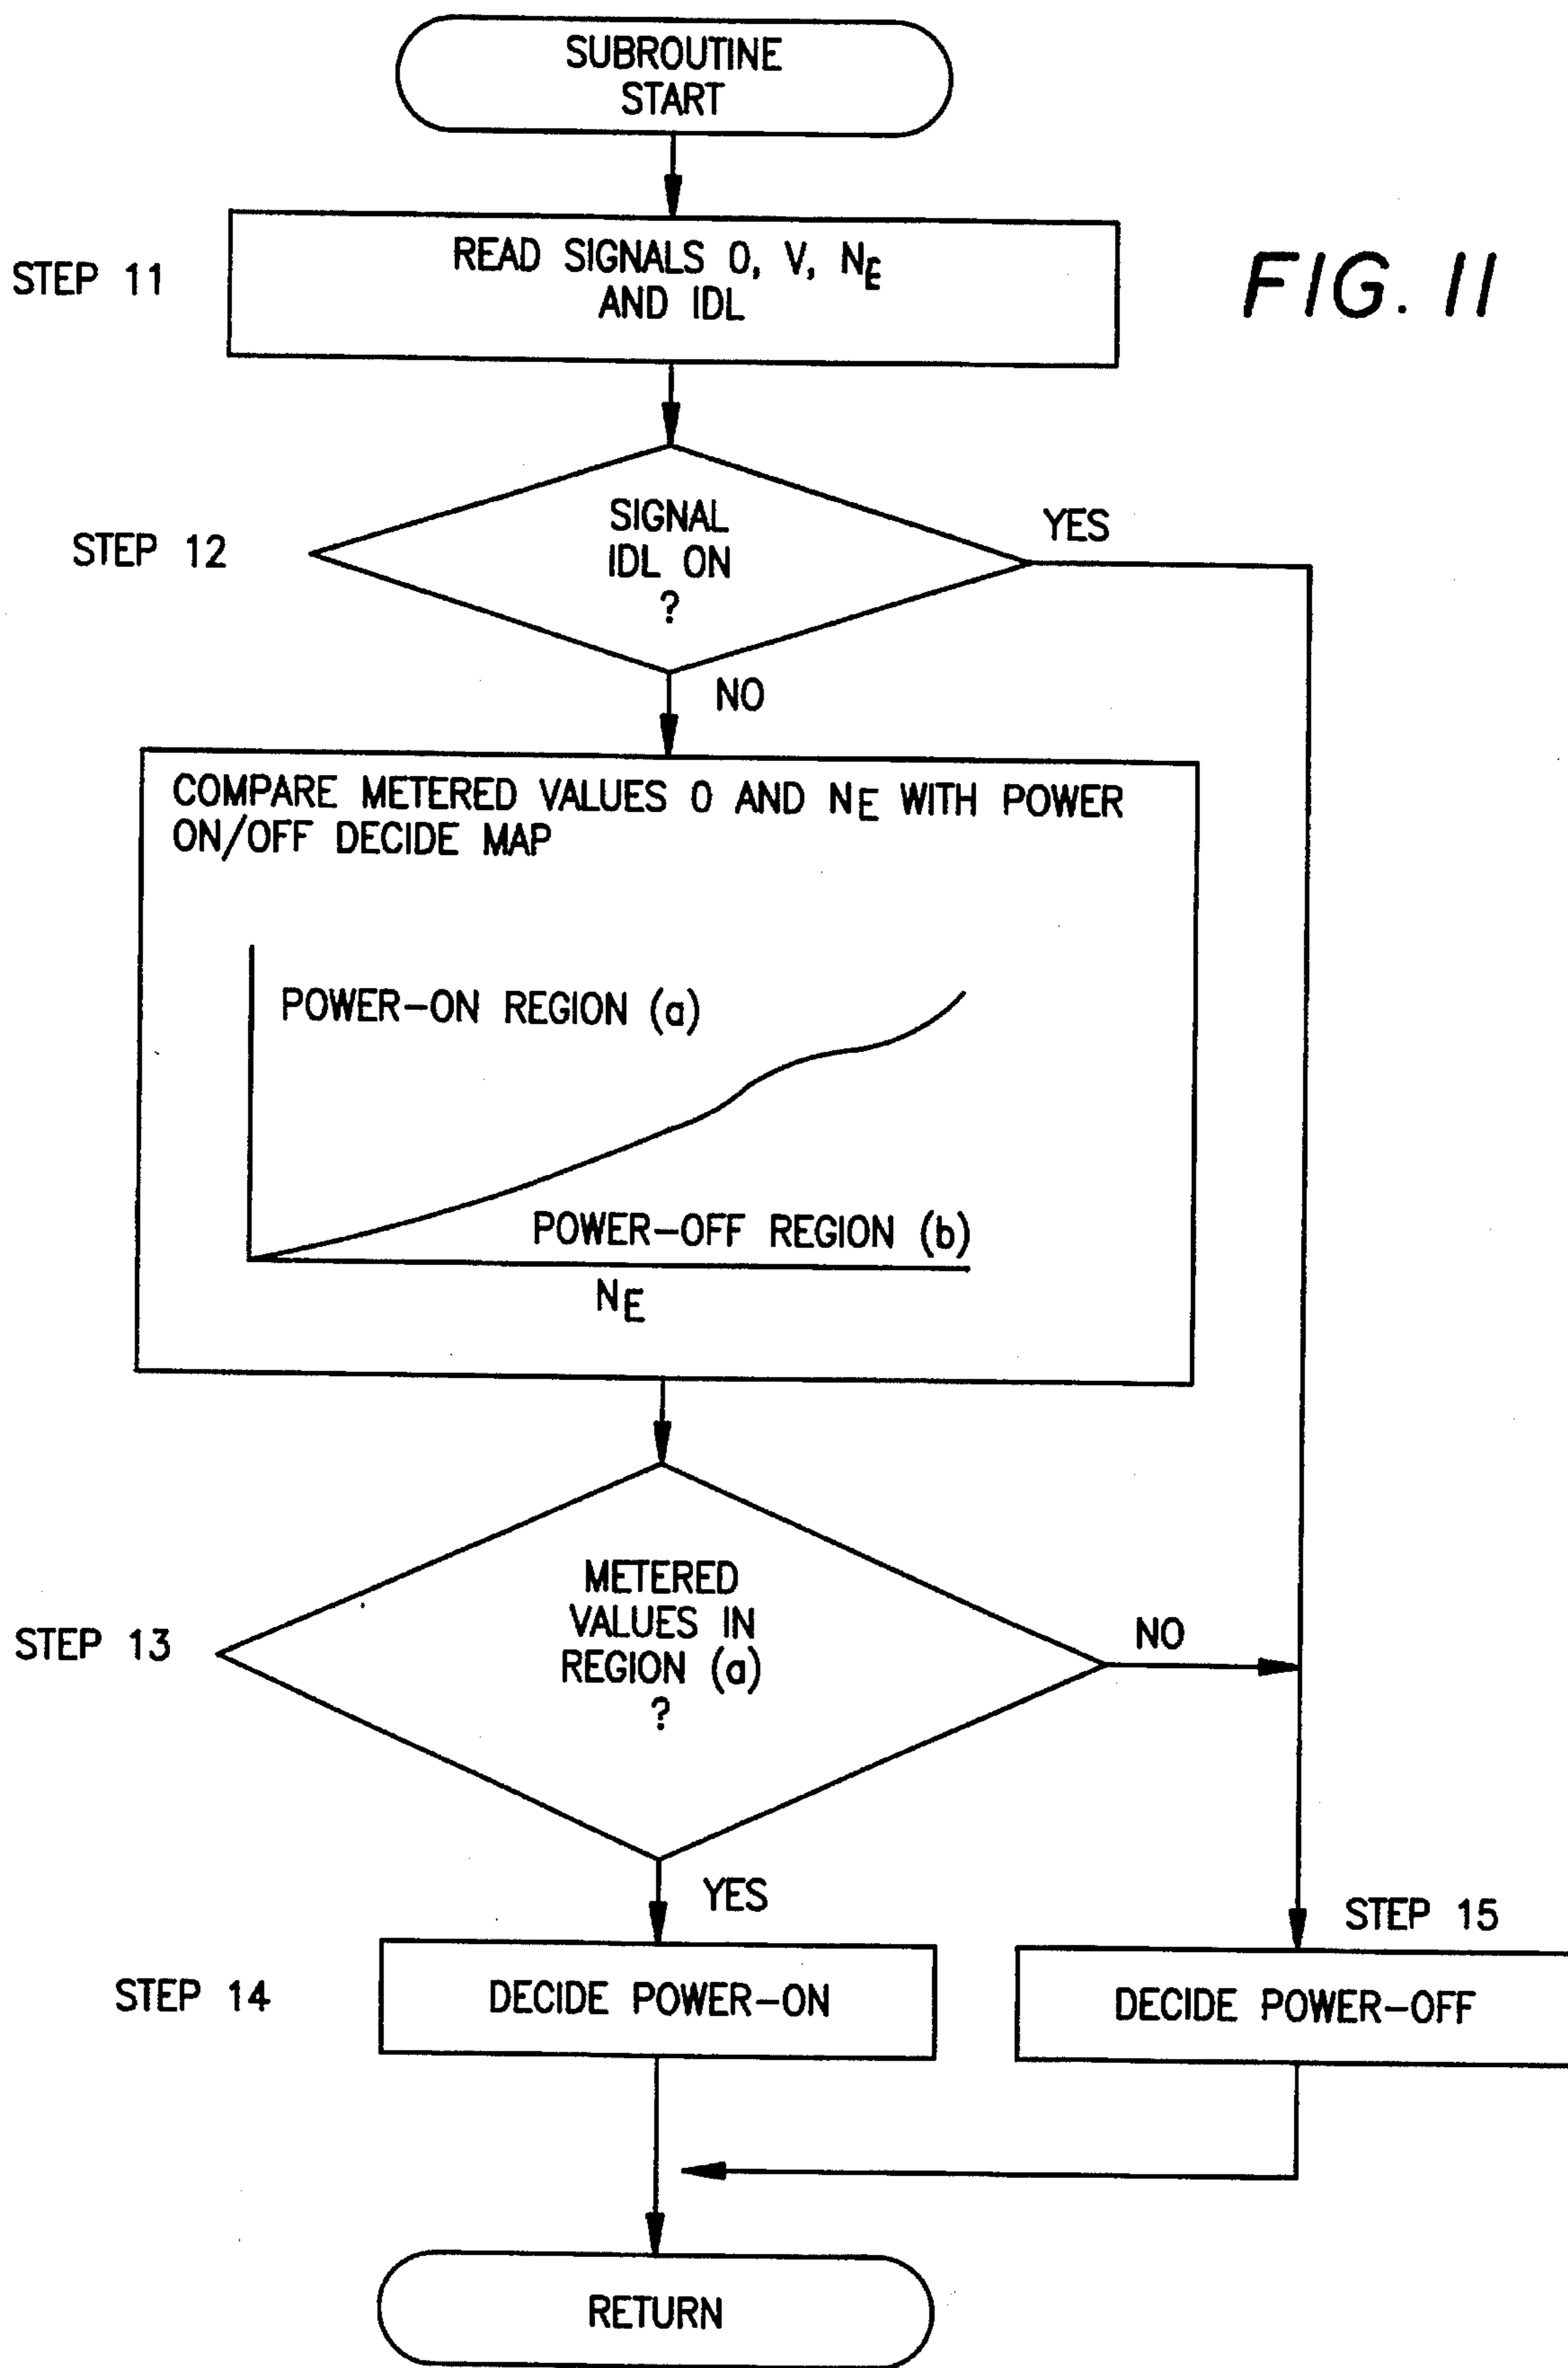 SUBROUTINE
START
STEP 11
READ SIGNALS 0, V, NE
AND IDL
FIG. 11
STEP 12
SIGNAL
IDL ON
?
YES
NO
COMPARE METERED VALUES 0 AND NE WITH POWER
ON/OFF DECIDE MAP
POWER-ON REGION (a)
POWER-OFF REGION (b)
NE
STEP 13
METERED
VALUES IN
REGION (a)
?
NO
YES
STEP 14
DECIDE POWER-ON
STEP 15
DECIDE POWER-OFF
RETURN